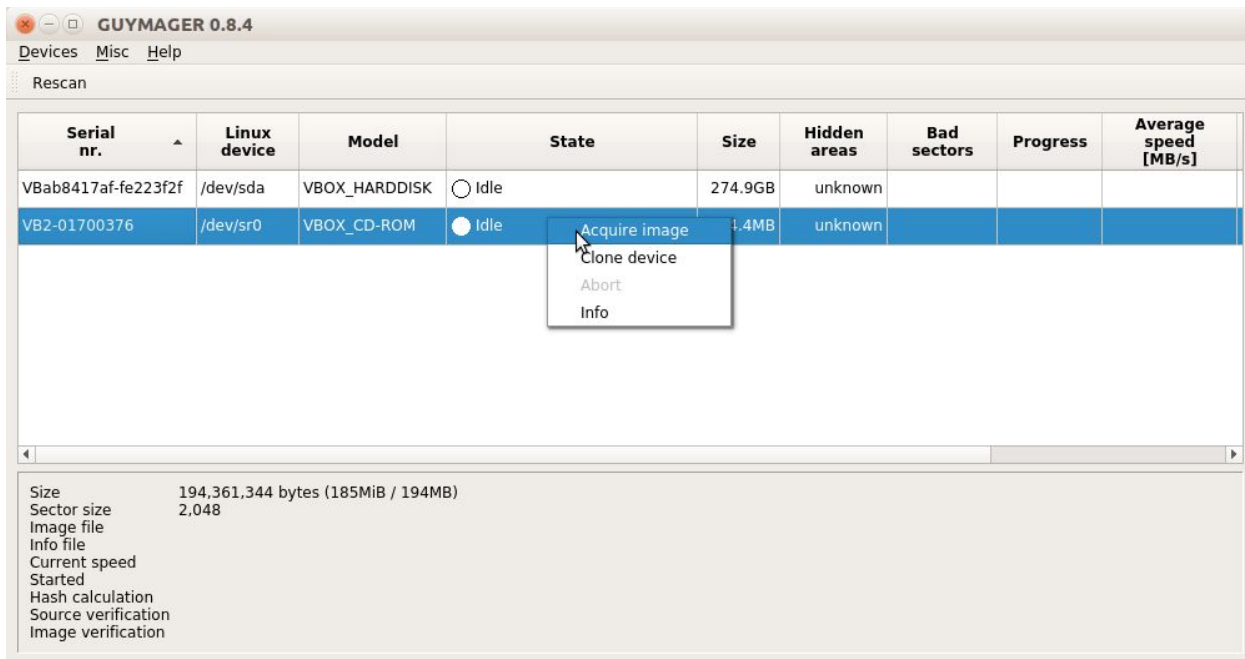 GUYMAGER 0.8.4
Devices Misc Help
Rescan
Serial nr. Linux device Model State Size Hidden areas Bad sectors Progress Average speed [MB/s]
VBab8417af-fe223f2f /dev/sda VBOX_HARDDISK Idle 274.9GB unknown
VB2-01700376 /dev/sr0 VBOX_CD-ROM Idle 4.4MB unknown
Acquire image
Clone device
Abort
Info
Size 194,361,344 bytes (185MiB / 194MB)
Sector size 2,048
Image file
Info file
Current speed
Started
Hash calculation
Source verification
Image verification